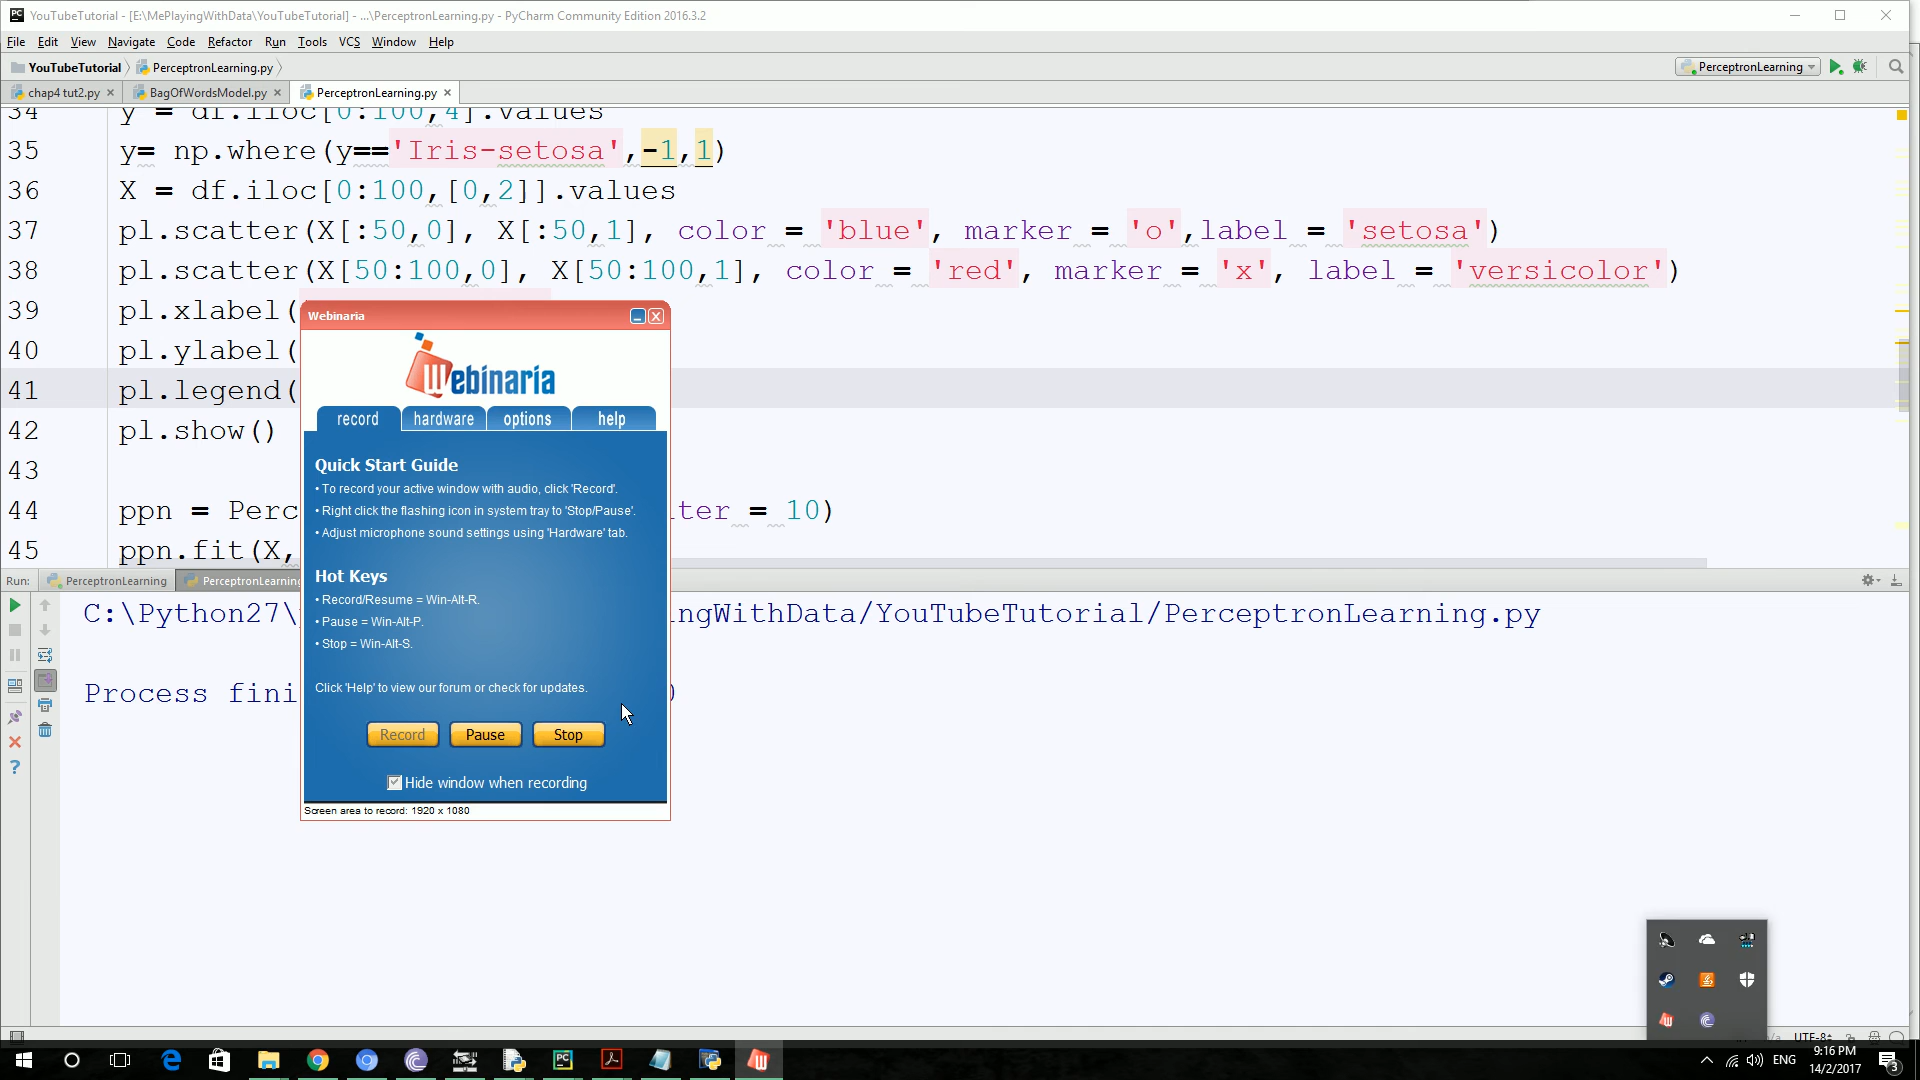 YouTubeTutorial - [E:\MePlayingWithData\YouTubeTutorial] - ...\PerceptronLearning.py - PyCharm Community Edition 2016.3.2
File Edit View Navigate Code Refactor Run Tools VCS Window Help
YouTubeTutorial PerceptronLearning.py PerceptronLearning
chap4 tut2.py BagOfWordsModel.py PerceptronLearning.py
34 y = df.iloc[0:100,4].values
35 y= np.where(y=='Iris-setosa',-1,1)
36 X = df.iloc[0:100,[0,2]].values
37 pl.scatter(X[:50,0], X[:50,1], color = 'blue', marker = 'o',label = 'setosa')
38 pl.scatter(X[50:100,0], X[50:100,1], color = 'red', marker = 'x', label = 'versicolor')
39 pl.xlabel(
40 pl.ylabel(
41 pl.legend(
42 pl.show()
43
44 ppn = Perc ter = 10)
45 ppn.fit(X,
Webinaria
Webinaria
record hardware options help
Quick Start Guide
• To record your active window with audio, click 'Record'.
• Right click the flashing icon in system tray to 'Stop/Pause'.
• Adjust microphone sound settings using 'Hardware' tab.
Hot Keys
• Record/Resume = Win-Alt-R.
• Pause = Win-Alt-P.
• Stop = Win-Alt-S.
Click 'Help' to view our forum or check for updates.
Record Pause Stop
Hide window when recording
Screen area to record: 1920 x 1080
Run: PerceptronLearning PerceptronLearning
C:\Python27\ ngWithData/YouTubeTutorial/PerceptronLearning.py
Process fini
UTF-8
ENG
9:16 PM
14/2/2017
3